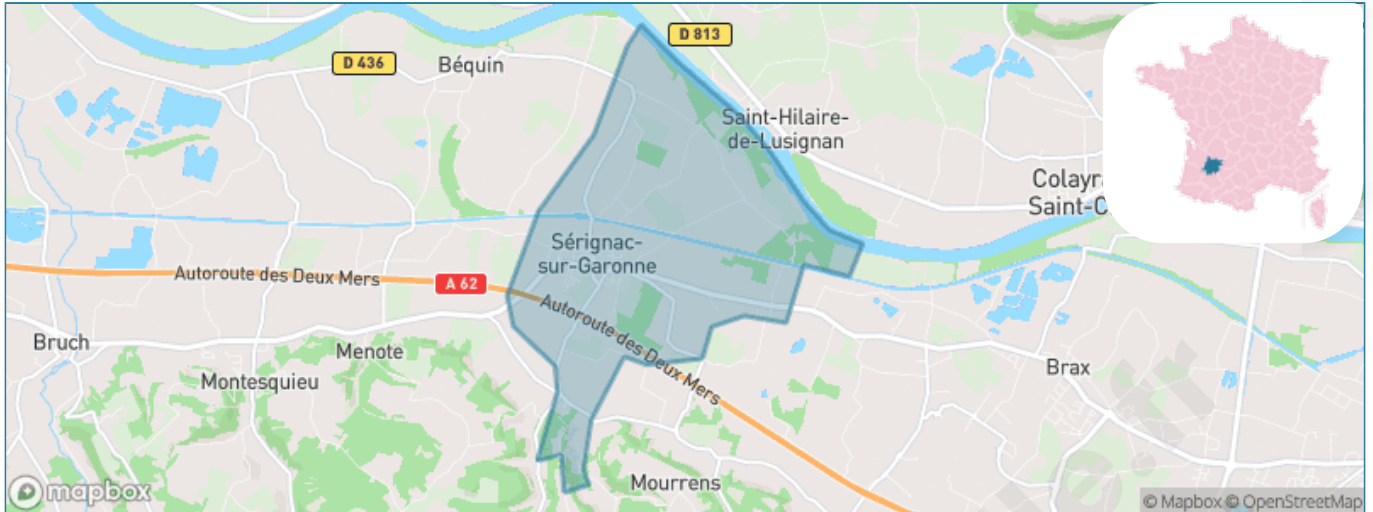 D 813
D 436
Béquin
Saint-Hilaire-
de-Lusignan
Colayra
Saint-C
Sérignac-
sur-Garonne
Autoroute des Deux Mers
A 62
Autoroute des Deux Mers
Bruch
Menote
Montesquieu
Brax
Mourrens
mapbox
© Mapbox © OpenStreetMap